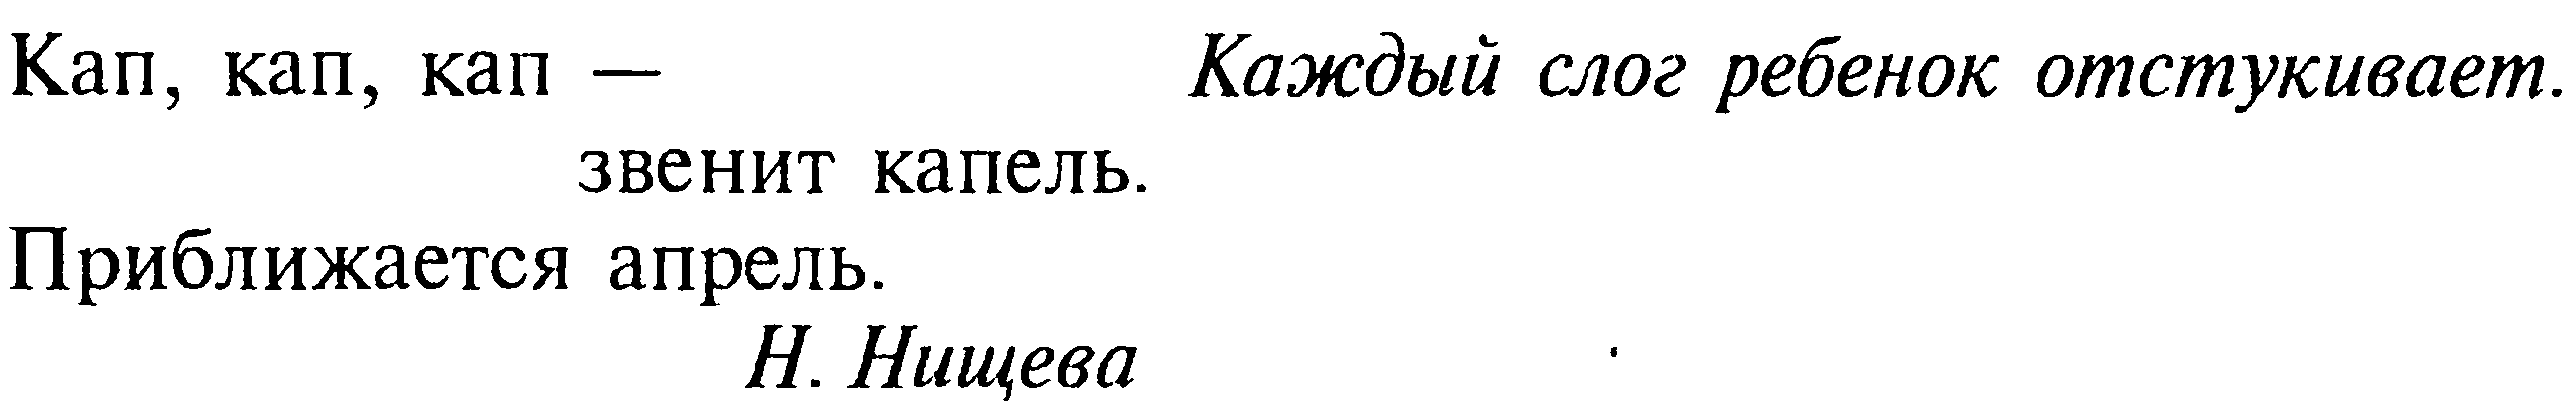 Кап, кап, кап — Каждый слог ребенок отстукивает.
звенит капель.
Приближается апрель.
Н. Нищева